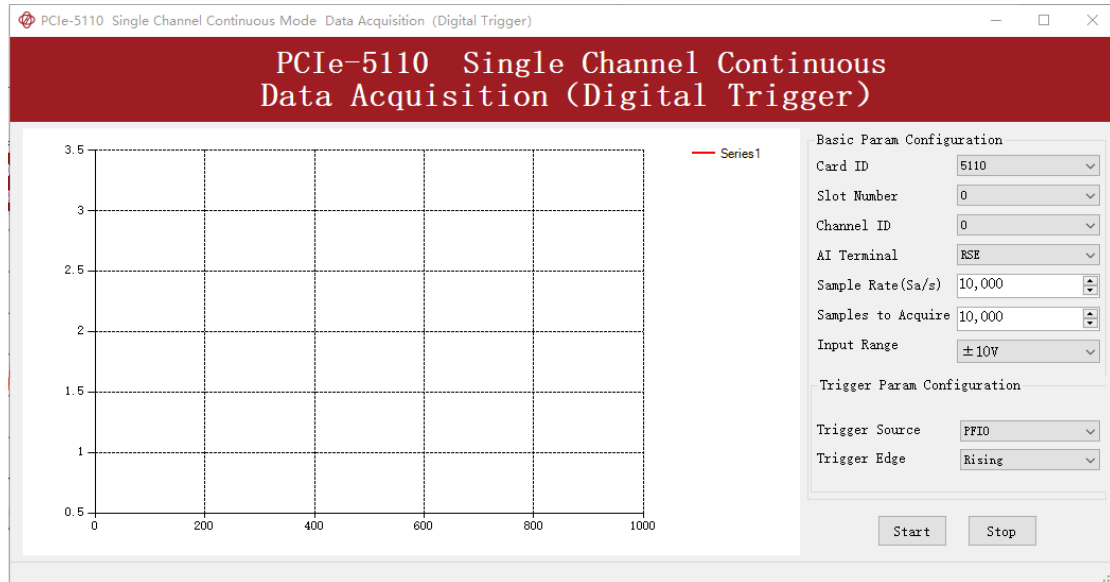 PCIe-5110 Single Channel Continuous Mode Data Acquisition (Digital Trigger)
PCIe-5110 Single Channel Continuous
Data Acquisition (Digital Trigger)
3.5
3
2.5
2
1.5
1
0.5
0 200 400 600 800 1000
Series1
Basic Param Configuration
Card ID 5110
Slot Number 0
Channel ID 0
AI Terminal RSE
Sample Rate(Sa/s) 10,000
Samples to Acquire 10,000
Input Range ±10V
Trigger Param Configuration
Trigger Source PFI0
Trigger Edge Rising
Start Stop